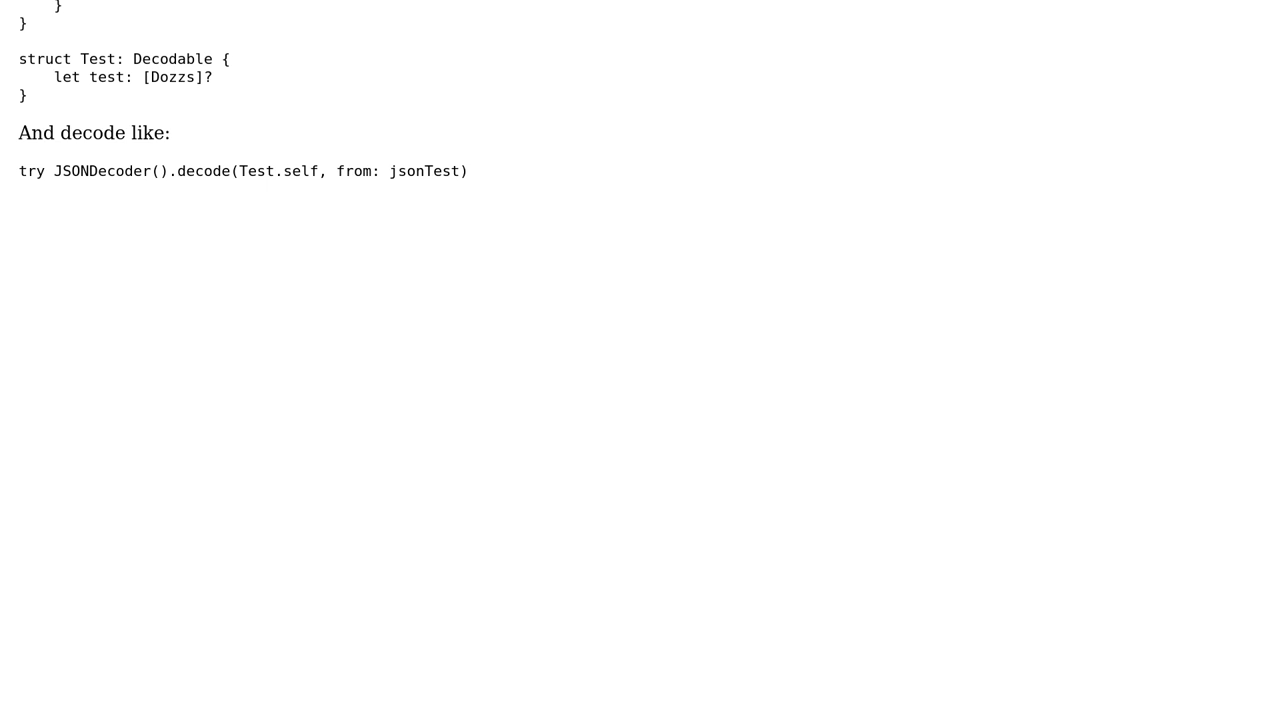 }
}

struct Test: Decodable {
    let test: [Dozzs]?
}
And decode like:
try JSONDecoder().decode(Test.self, from: jsonTest)